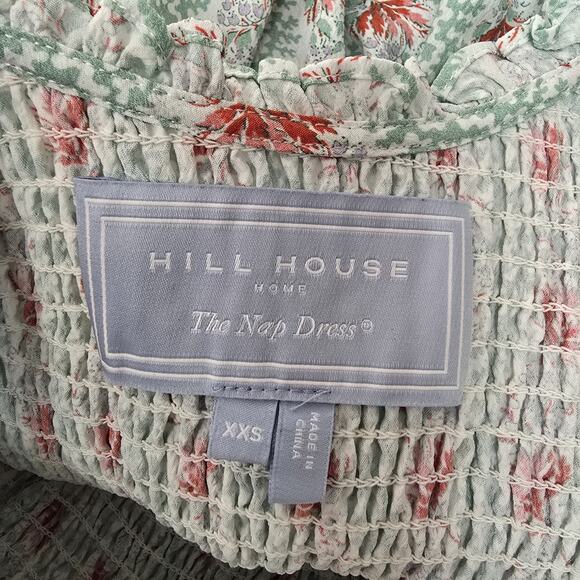 HILL HOUSE
HOME
The Nap Dress®
XXS
MADE IN
CHINA